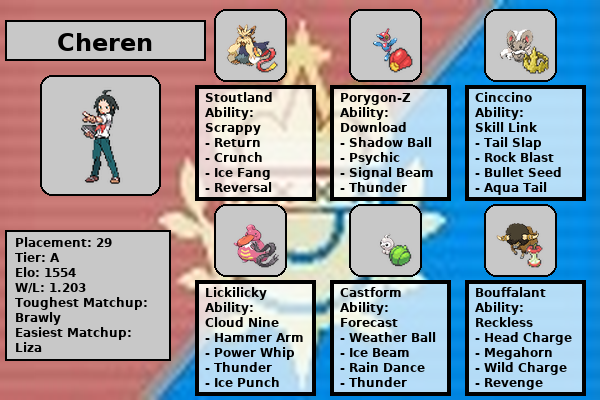 Cheren
Stoutland
Ability:
Scrappy
- Return
- Crunch
- Ice Fang
- Reversal
Porygon-Z
Ability:
Download
- Shadow Ball
- Psychic
- Signal Beam
- Thunder
Cinccino
Ability:
Skill Link
- Tail Slap
- Rock Blast
- Bullet Seed
- Aqua Tail
Placement: 29
Tier: A
Elo: 1554
W/L: 1.203
Toughest Matchup:
Brawly
Easiest Matchup:
Liza
Lickilicky
Ability:
Cloud Nine
- Hammer Arm
- Power Whip
- Thunder
- Ice Punch
Castform
Ability:
Forecast
- Weather Ball
- Ice Beam
- Rain Dance
- Thunder
Bouffalant
Ability:
Reckless
- Head Charge
- Megahorn
- Wild Charge
- Revenge